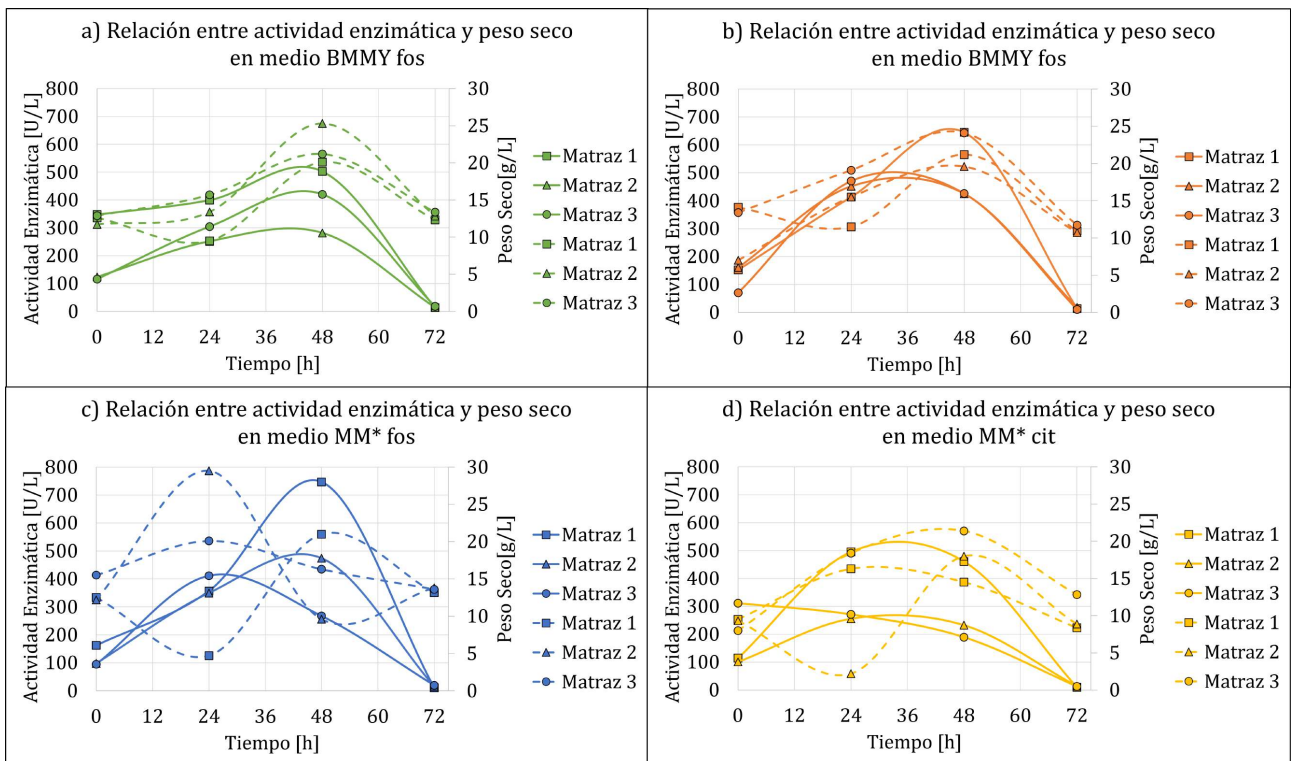 a) Relación entre actividad enzimática y peso seco
en medio BMMY fos
Actividad Enzimática [U/L]
800
700
600
500
400
300
200
100
0
30
25
20
15
10
5
0
Peso Seco[g/L]
0 12 24 36 48 60 72
Tiempo [h]
Matraz 1
Matraz 2
Matraz 3
Matraz 1
Matraz 2
Matraz 3
b) Relación entre actividad enzimática y peso seco
en medio BMMY fos
Actividad Enzimática [U/L]
800
700
600
500
400
300
200
100
0
30
25
20
15
10
5
0
Peso Seco[g/L]
0 12 24 36 48 60 72
Tiempo [h]
Matraz 1
Matraz 2
Matraz 3
Matraz 1
Matraz 2
Matraz 3
c) Relación entre actividad enzimática y peso seco
en medio MM* fos
Actividad Enzimática [U/L]
800
700
600
500
400
300
200
100
0
30
25
20
15
10
5
0
Peso Seco[g/L]
0 12 24 36 48 60 72
Tiempo [h]
Matraz 1
Matraz 2
Matraz 3
Matraz 1
Matraz 2
Matraz 3
d) Relación entre actividad enzimática y peso seco
en medio MM* cit
Actividad Enzimática [U/L]
800
700
600
500
400
300
200
100
0
30
25
20
15
10
5
0
Peso Seco[g/L]
0 12 24 36 48 60 72
Tiempo [h]
Matraz 1
Matraz 2
Matraz 3
Matraz 1
Matraz 2
Matraz 3